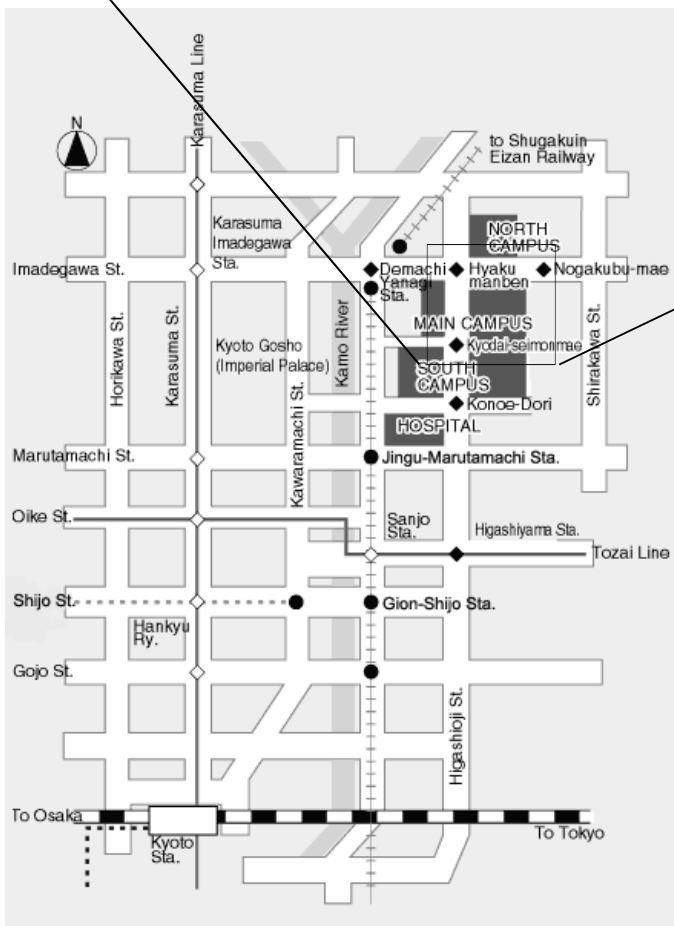 Karasuma Line
N
to Shugakuin
Eizan Railway
Karasuma
Imadegawa
Sta.
NORTH
CAMPUS
Imadegawa St.
Demachi
Yanagi
Sta.
Hyaku
manben
Nogakubu-mae
Horikawa St.
Karasuma St.
Kyoto Gosho
(Imperial Palace)
Kamo River
MAIN CAMPUS
Kyodai-seimonmae
Shirakawa St.
SOUTH
CAMPUS
Konoe-Dori
Kawaramachi St.
HOSPITAL
Marutamachi St.
Jingu-Marutamachi Sta.
Oike St.
Sanjo
Sta.
Higashiyama Sta.
Tozai Line
Shijo St.
Gion-Shijo Sta.
Hankyu
Ry.
Gojo St.
Higashioji St.
To Osaka
Kyoto
Sta.
To Tokyo